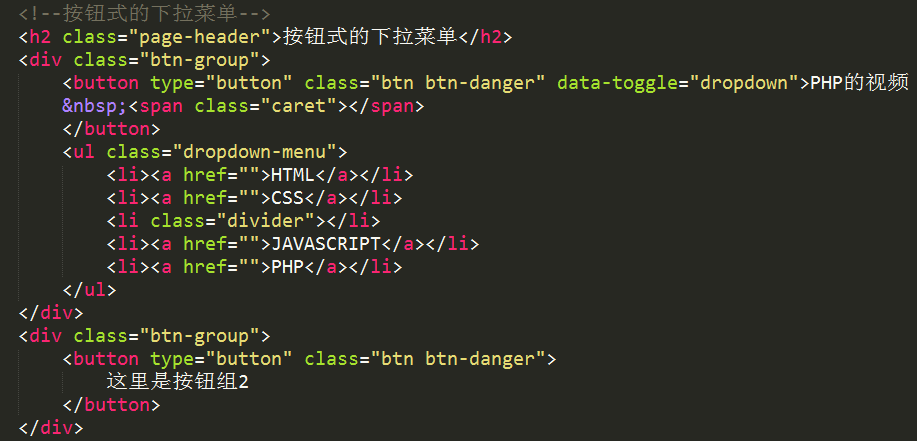 <!--按钮式的下拉菜单-->
<h2 class="page-header">按钮式的下拉菜单</h2>
<div class="btn-group">
    <button type="button" class="btn btn-danger" data-toggle="dropdown">PHP的视频
    &nbsp;<span class="caret"></span>
    </button>
    <ul class="dropdown-menu">
        <li><a href="">HTML</a></li>
        <li><a href="">CSS</a></li>
        <li class="divider"></li>
        <li><a href="">JAVASCRIPT</a></li>
        <li><a href="">PHP</a></li>
    </ul>
</div>
<div class="btn-group">
    <button type="button" class="btn btn-danger">
        这里是按钮组2
    </button>
</div>